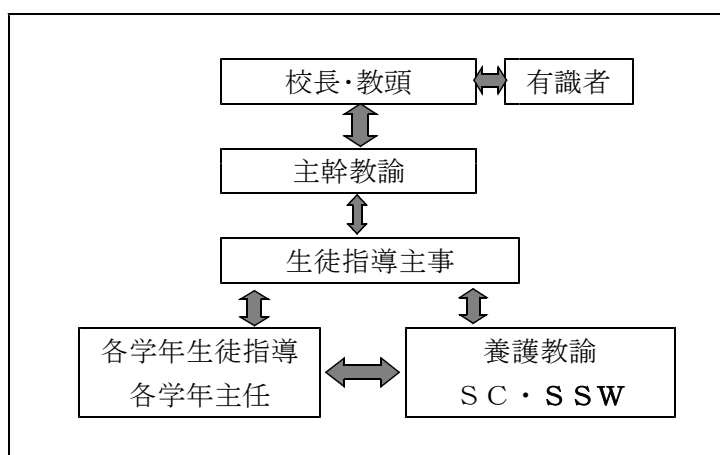 校長・教頭
有識者
主幹教諭
生徒指導主事
各学年生徒指導
各学年主任
養護教諭
ＳＣ・ＳＳＷ